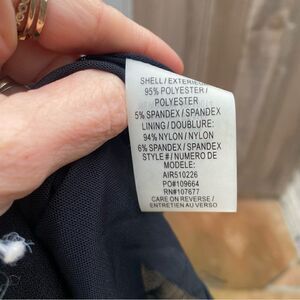 SHELL/EXTERIEUR
95% POLYESTER/
POLYESTER
5% SPANDEX/SPANDEX
LINING/DOUBLURE:
94% NYLON/NYLON
6% SPANDEX/SPANDEX
STYLE#/NUMERO DE
MODELE:
AIR510226
PO#109664
RN#107677
CARE ON REVERSE/
ENTRETIEN AU VERSO